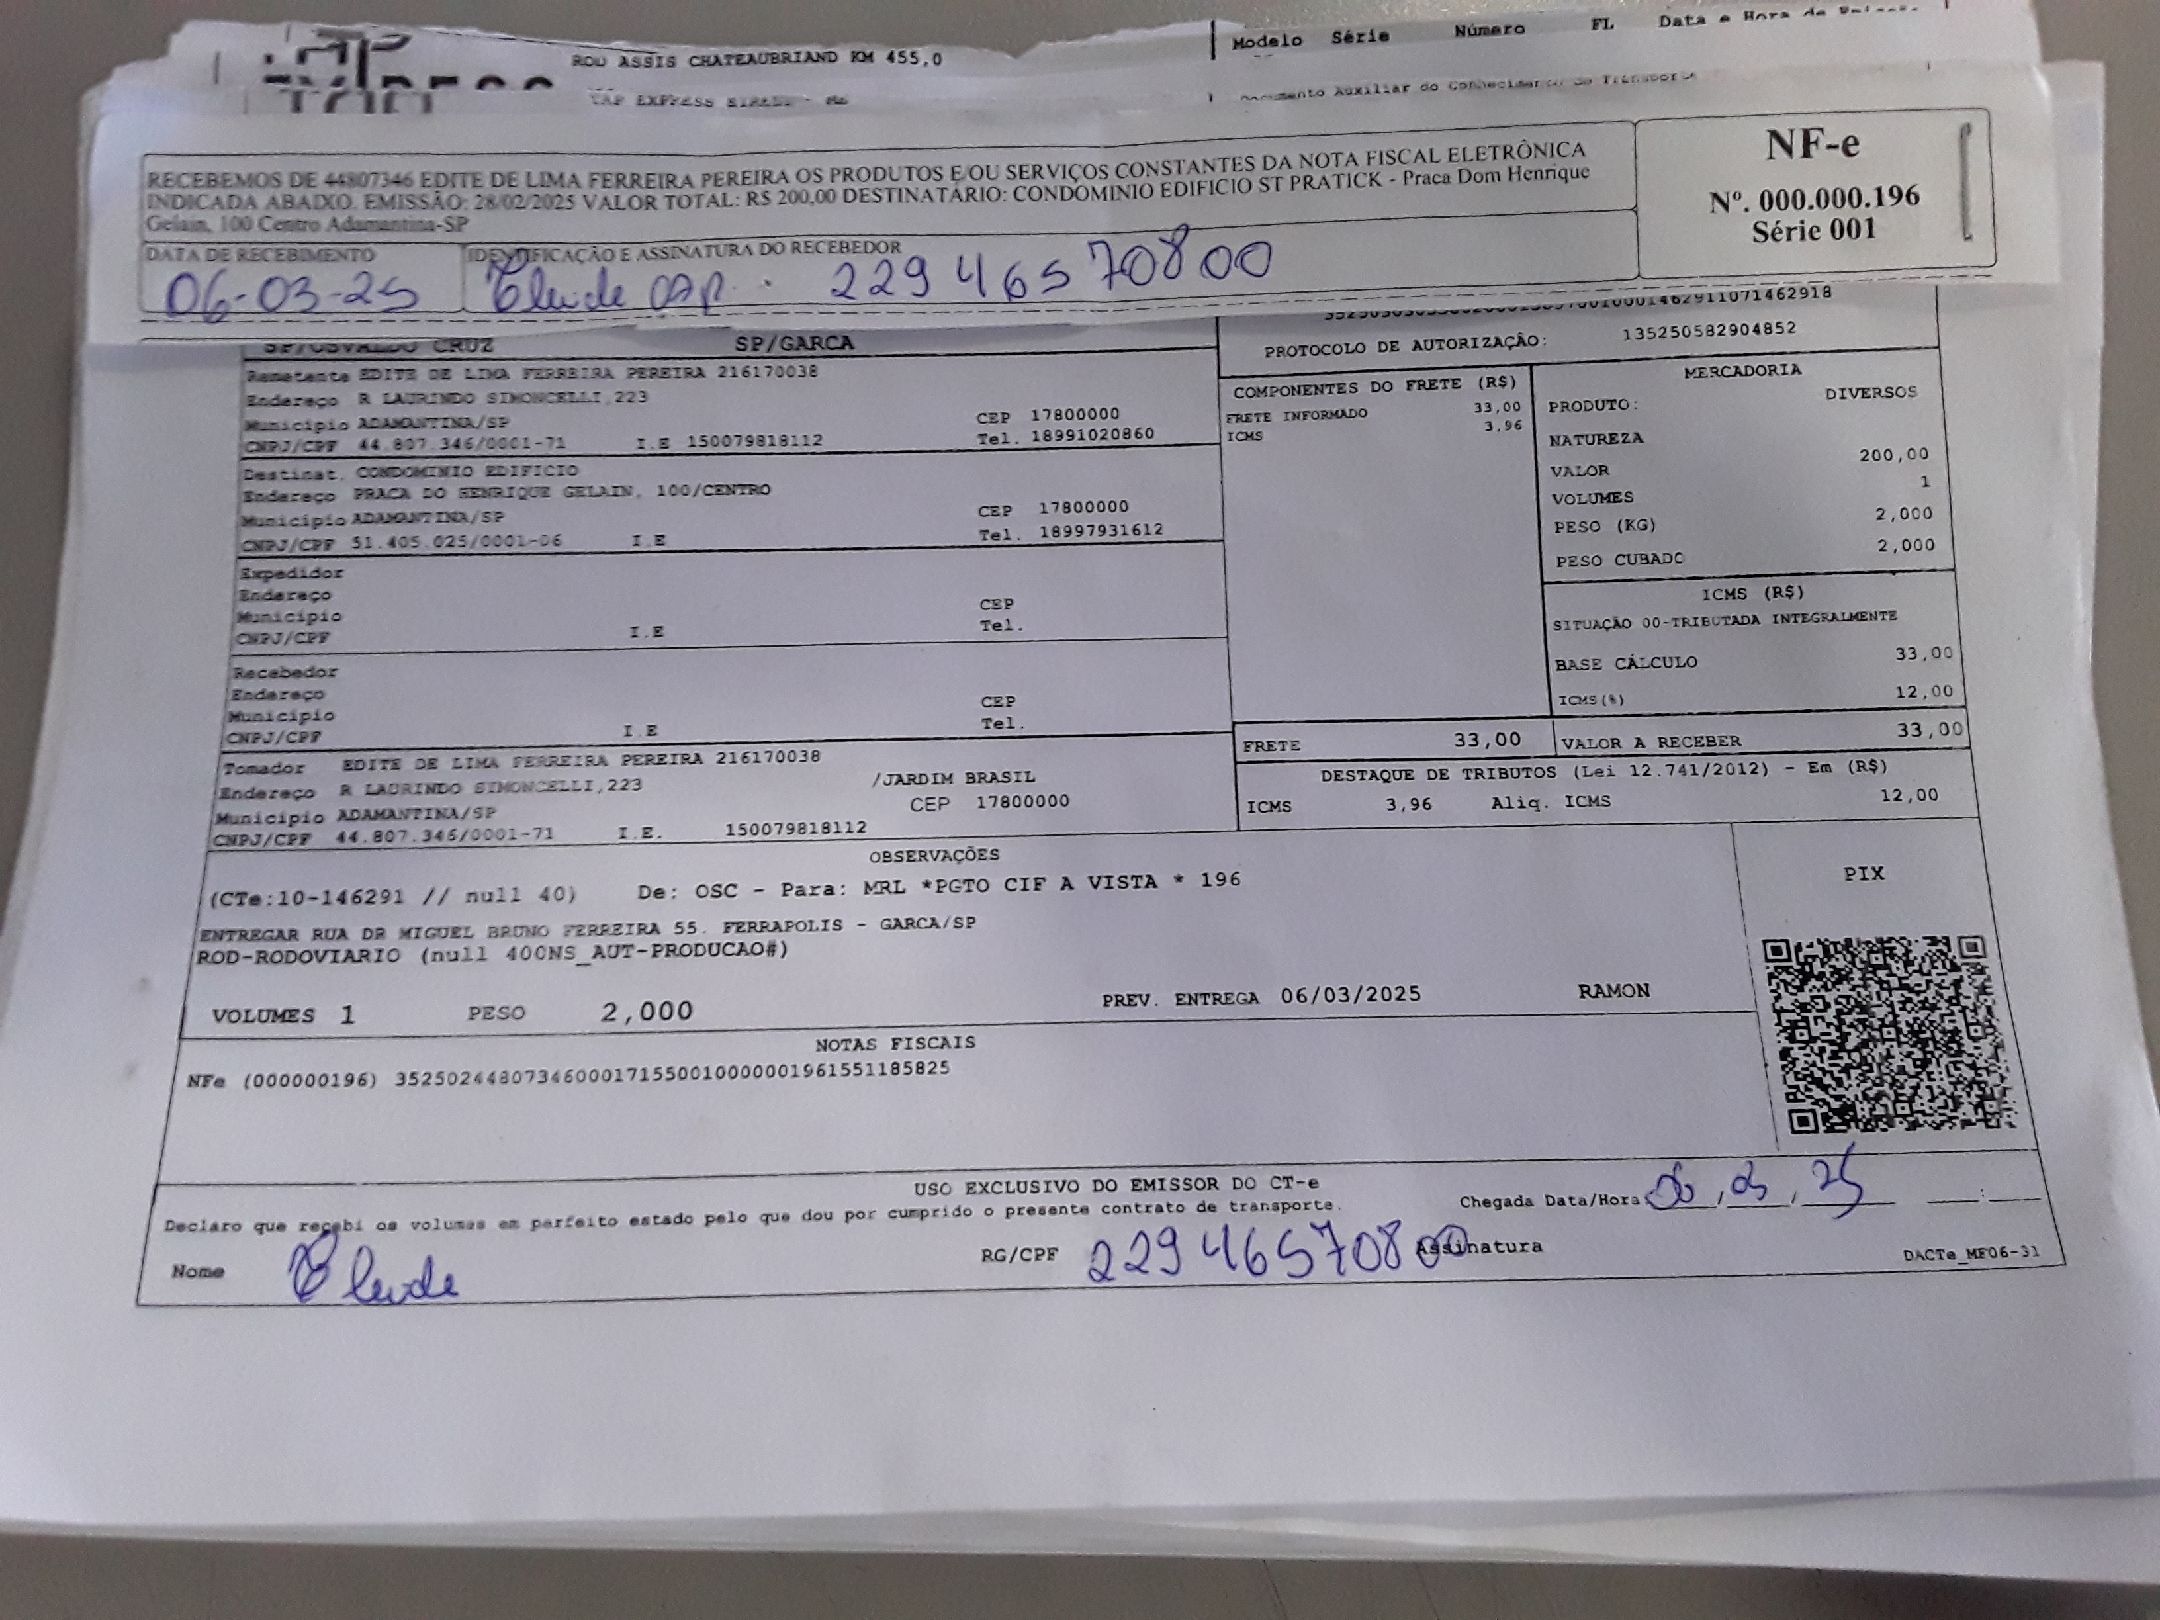 ROD ASSIS CHATEAUBRIAND KM 455,0
Modelo Série Número FL Data e Hora de
TAP EXPRESS EIRELI - ME
Documento Auxiliar do Conhecimento de Transporte
RECEBEMOS DE 44807346 EDITE DE LIMA FERREIRA PEREIRA OS PRODUTOS E/OU SERVIÇOS CONSTANTES DA NOTA FISCAL ELETRÔNICA
INDICADA ABAIXO. EMISSÃO: 28/02/2025 VALOR TOTAL: R$ 200,00 DESTINATÁRIO: CONDOMINIO EDIFICIO ST PRATICK - Praca Dom Henrique
Gelain, 100 Centro Adamantina-SP
NF-e
Nº. 000.000.196
Série 001
DATA DE RECEBIMENTO
IDENTIFICAÇÃO E ASSINATURA DO RECEBEDOR
06-03-25
22946570800
SP/OSVALDO CRUZ SP/GARCA
PROTOCOLO DE AUTORIZAÇÃO: 135250582904852
Remetente EDITE DE LIMA FERREIRA PEREIRA 216170038
Endereço R LAURINDO SIMONCELLI,223
Município ADAMANTINA/SP CEP 17800000
CNPJ/CPF 44.807.346/0001-71 I.E 150079818112 Tel. 18991020860
Destinat. CONDOMINIO EDIFICIO
Endereço PRACA DO HENRIQUE GELAIN, 100/CENTRO
Município ADAMANTINA/SP CEP 17800000
CNPJ/CPF 51.405.025/0001-06 I.E Tel. 18997931612
Expedidor
Endereço
Município CEP
CNPJ/CPF I.E Tel.
Recebedor
Endereço
Município CEP
CNPJ/CPF I.E Tel.
Tomador EDITE DE LIMA FERREIRA PEREIRA 216170038
Endereço R LAURINDO SIMONCELLI,223 /JARDIM BRASIL
Município ADAMANTINA/SP CEP 17800000
CNPJ/CPF 44.807.346/0001-71 I.E. 150079818112
COMPONENTES DO FRETE (R$)
FRETE INFORMADO 33,00
ICMS 3,96
MERCADORIA
PRODUTO: DIVERSOS
NATUREZA
VALOR 200,00
VOLUMES 1
PESO (KG) 2,000
PESO CUBADO 2,000
ICMS (R$)
SITUAÇÃO 00-TRIBUTADA INTEGRALMENTE
BASE CÁLCULO 33,00
ICMS(%) 12,00
FRETE 33,00 VALOR A RECEBER 33,00
DESTAQUE DE TRIBUTOS (Lei 12.741/2012) - Em (R$)
ICMS 3,96 Aliq. ICMS 12,00
OBSERVAÇÕES
(CTe:10-146291 // null 40) De: OSC - Para: MRL *PGTO CIF A VISTA * 196
ENTREGAR RUA DR MIGUEL BRUNO FERREIRA 55. FERRAPOLIS - GARCA/SP
ROD-RODOVIARIO (null 400NS_AUT-PRODUCAO#)
PIX
VOLUMES 1 PESO 2,000 PREV. ENTREGA 06/03/2025 RAMON
NOTAS FISCAIS
NFe (000000196) 35250244807346000171550010000001961551185825
USO EXCLUSIVO DO EMISSOR DO CT-e
Declaro que recebi os volumes em perfeito estado pelo que dou por cumprido o presente contrato de transporte.
Chegada Data/Hora: 06/03/25 :
Nome RG/CPF 22946570800 Assinatura
DACTe_MF06-31